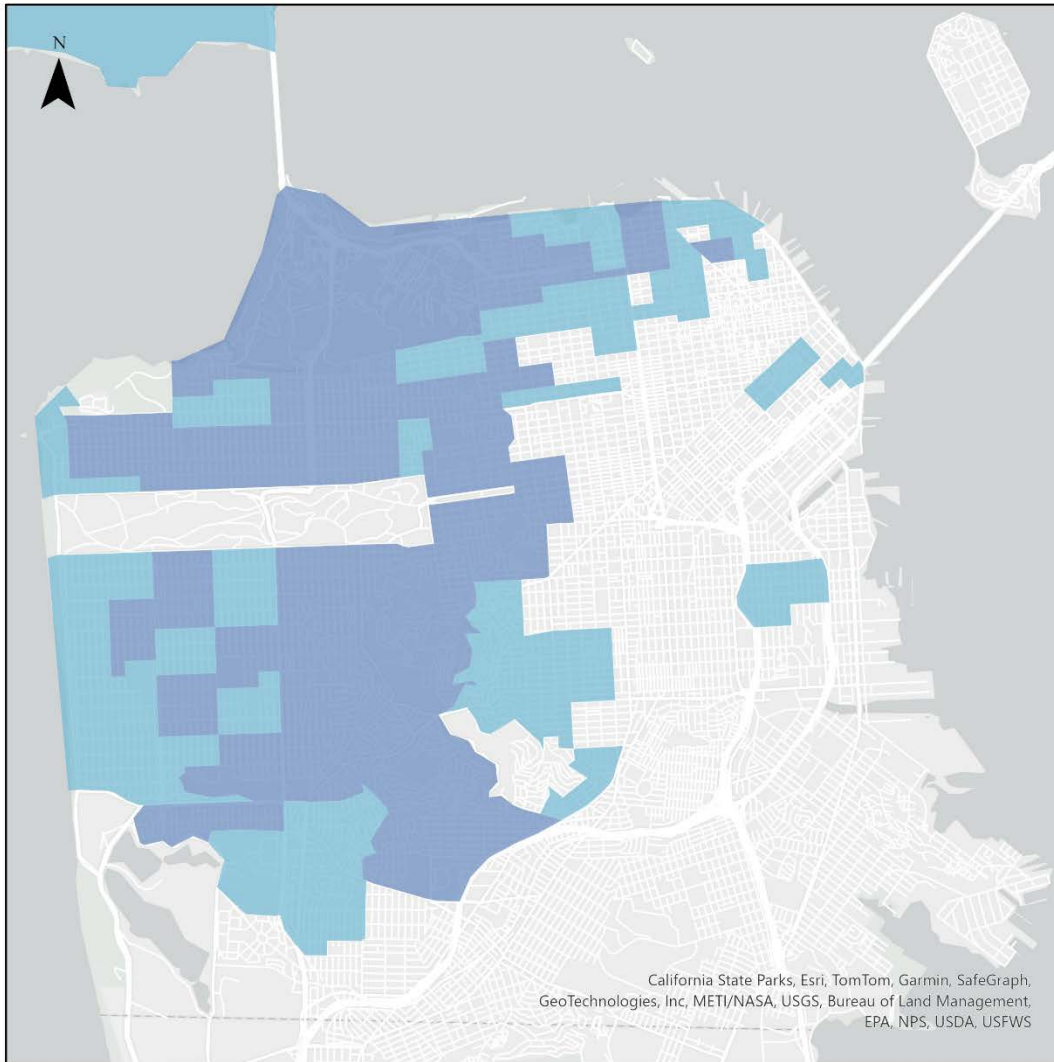 N
California State Parks, Esri, TomTom, Garmin, SafeGraph,
GeoTechnologies, Inc, METI/NASA, USGS, Bureau of Land Management,
EPA, NPS, USDA, USFWS